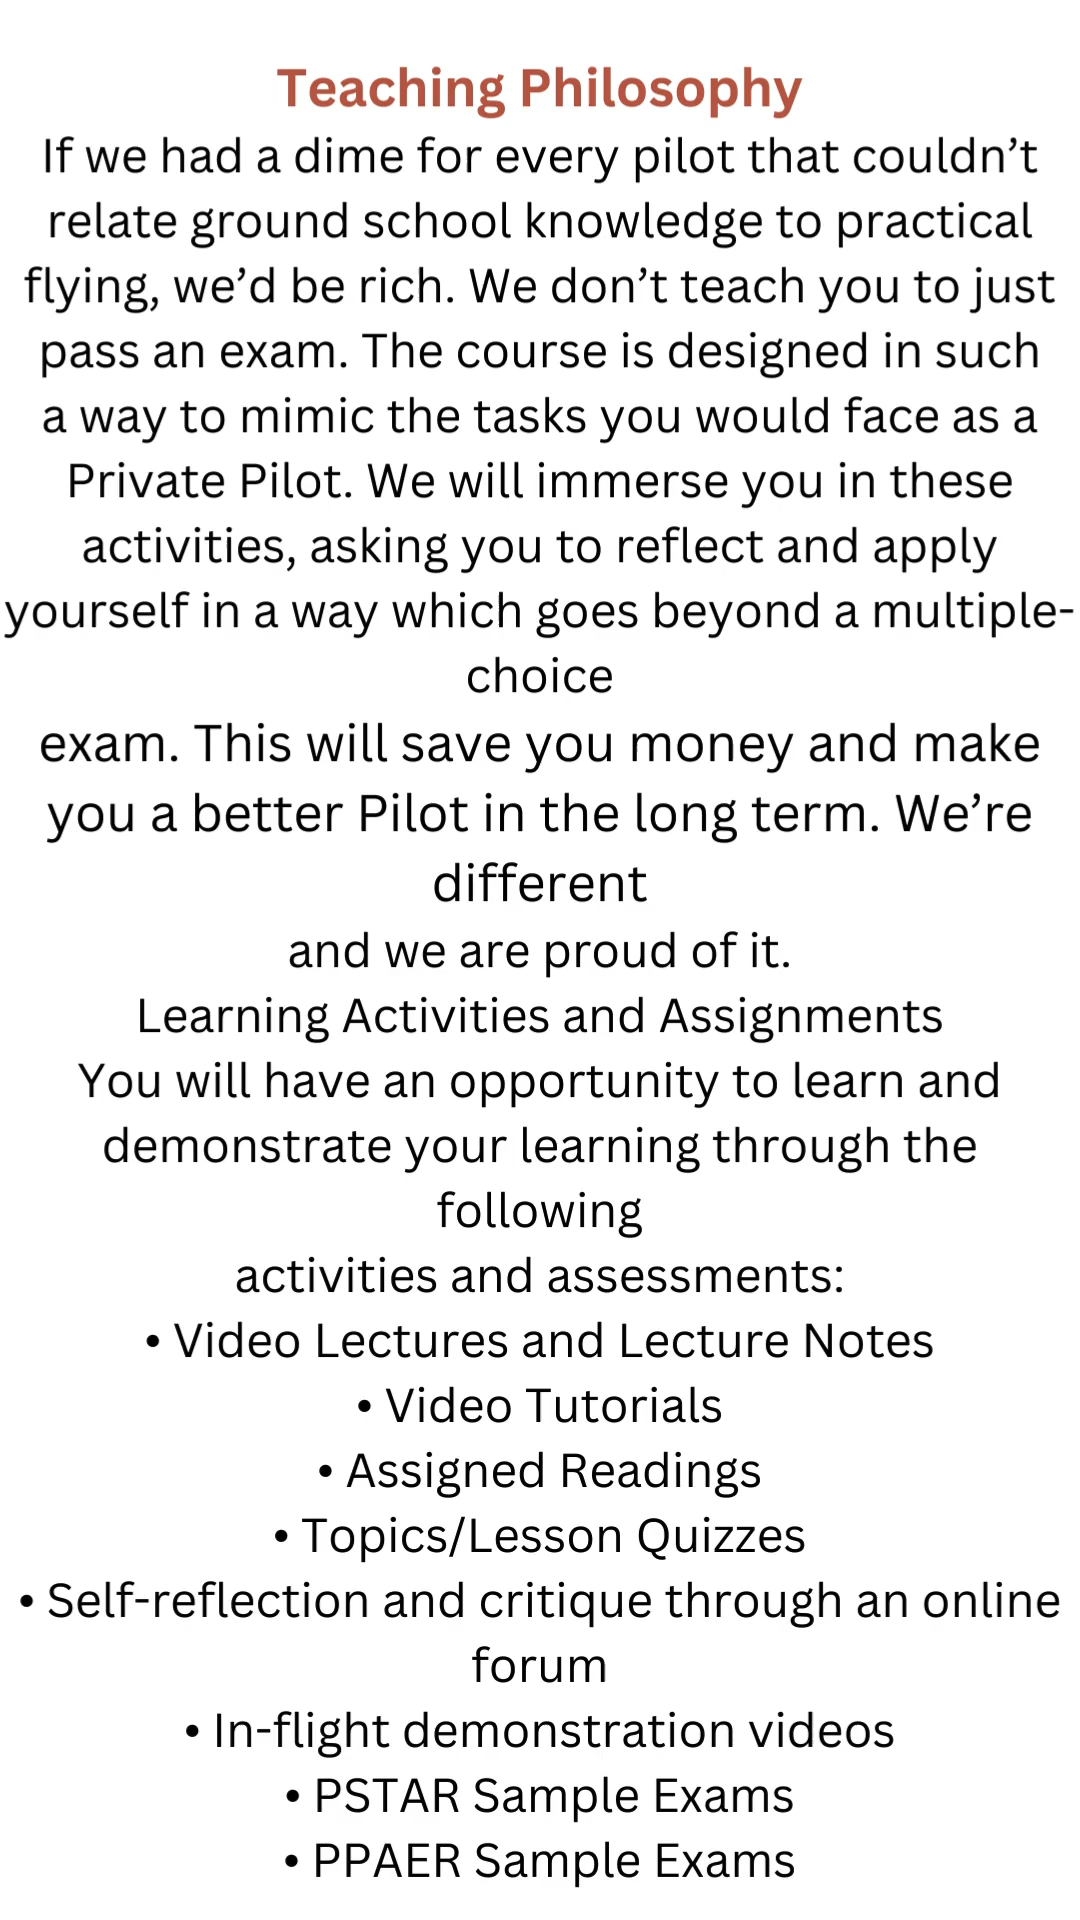 Teaching Philosophy
If we had a dime for every pilot that couldn’t
relate ground school knowledge to practical
flying, we’d be rich. We don’t teach you to just
pass an exam. The course is designed in such
a way to mimic the tasks you would face as a
Private Pilot. We will immerse you in these
activities, asking you to reflect and apply
yourself in a way which goes beyond a multiple-
choice
exam. This will save you money and make
you a better Pilot in the long term. We’re
different
and we are proud of it.
Learning Activities and Assignments
You will have an opportunity to learn and
demonstrate your learning through the
following
activities and assessments:
• Video Lectures and Lecture Notes
• Video Tutorials
• Assigned Readings
• Topics/Lesson Quizzes
• Self-reflection and critique through an online
forum
• In-flight demonstration videos
• PSTAR Sample Exams
• PPAER Sample Exams